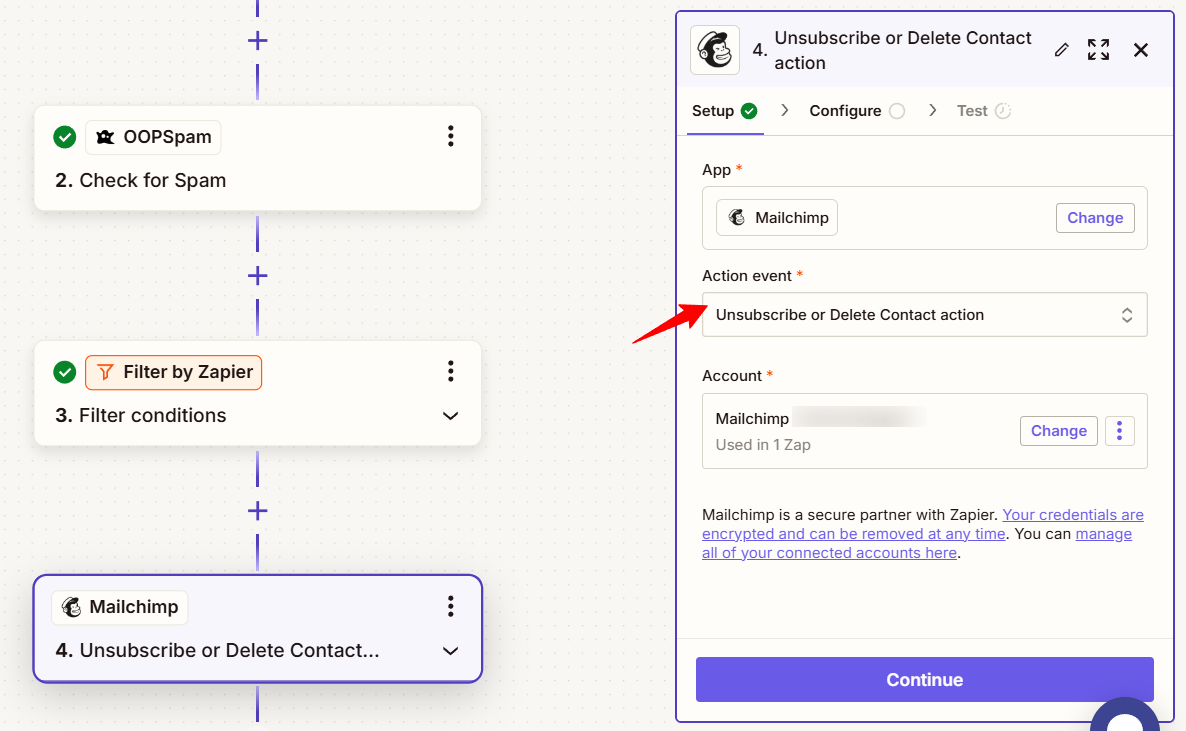 OOPSpam
2. Check for Spam
Filter by Zapier
3. Filter conditions
Mailchimp
4. Unsubscribe or Delete Contact...
4. Unsubscribe or Delete Contact
action
Setup
Configure
Test
App *
Mailchimp
Change
Action event *
Unsubscribe or Delete Contact action
Account *
Mailchimp
Used in 1 Zap
Change
Mailchimp is a secure partner with Zapier. Your credentials are
encrypted and can be removed at any time. You can manage
all of your connected accounts here.
Continue